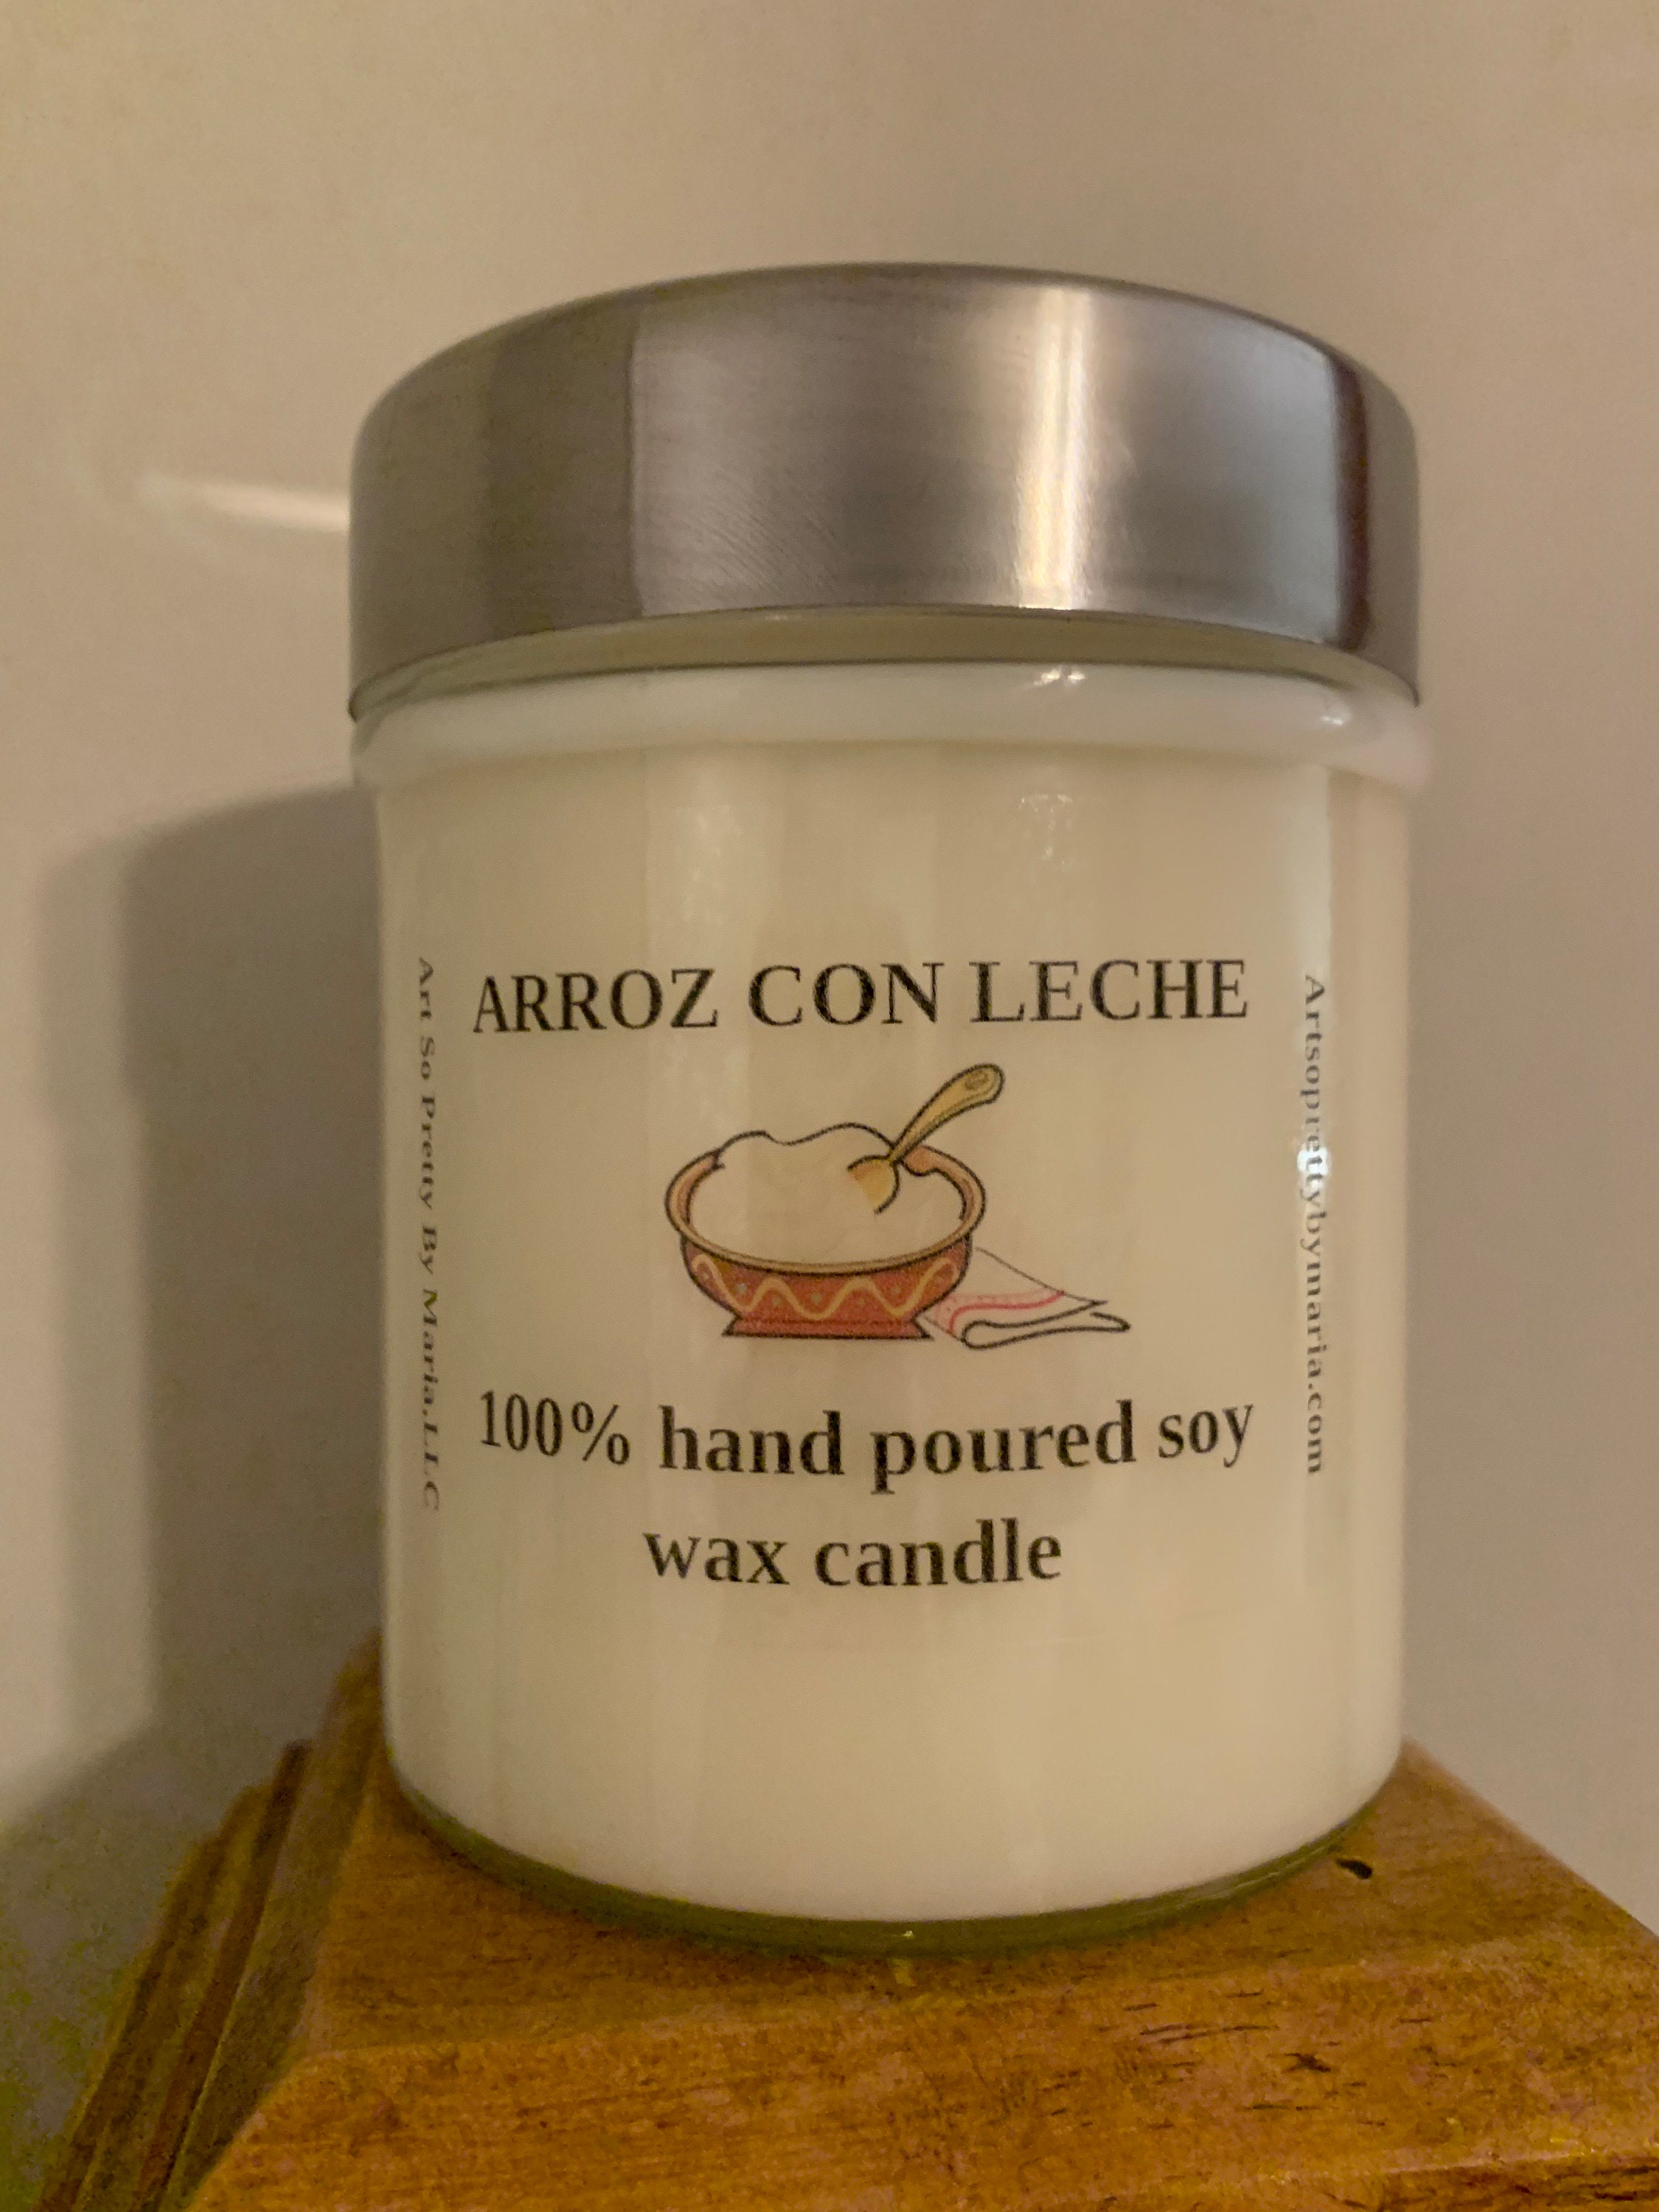 ARROZ CON LECHE
100% hand poured soy
wax candle
Art So Pretty By Maria.LLC
Artsoprettybymaria.com